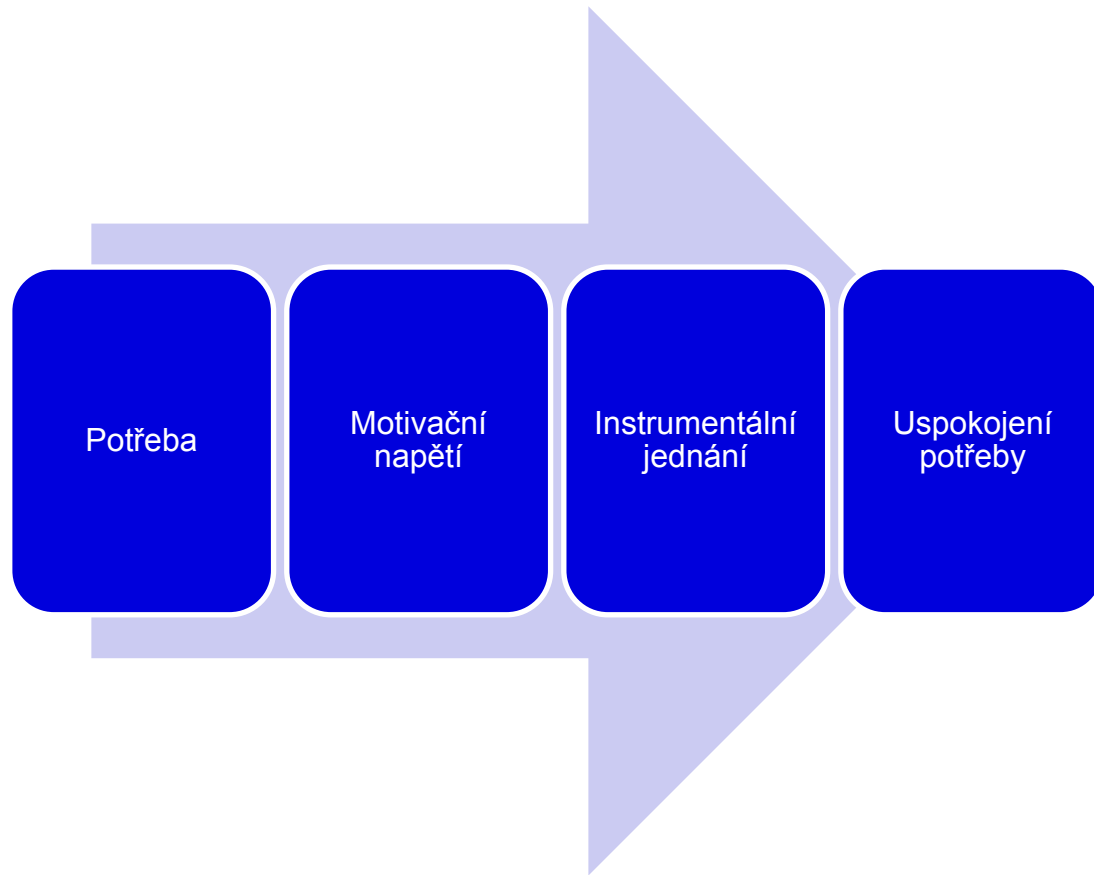 Potřeba
Motivační
napětí
Instrumentální
jednání
Uspokojení
potřeby